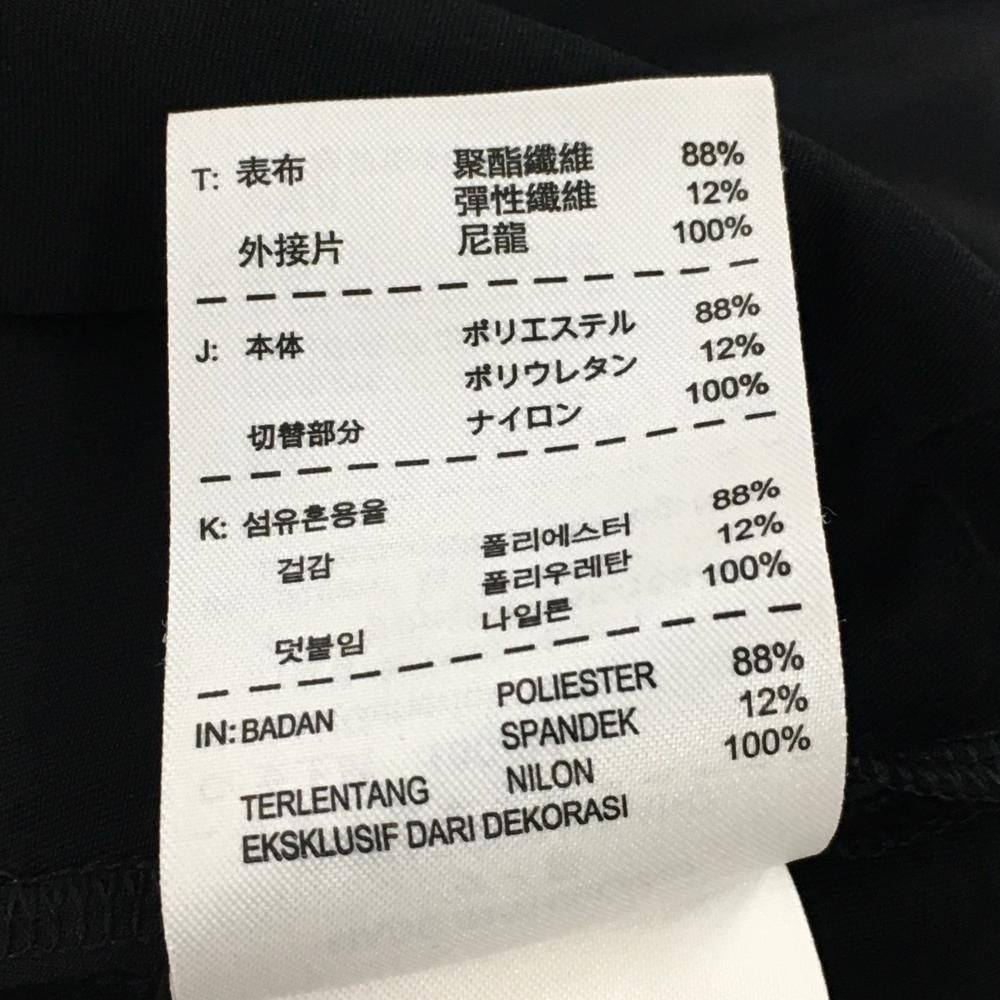 T: 表布 聚酯纖維 88%
彈性纖維 12%
外接片 尼龍 100%
J: 本体 ポリエステル 88%
ポリウレタン 12%
切替部分 ナイロン 100%
K: 섬유혼용율
겉감 폴리에스터 88%
폴리우레탄 12%
덧붙임 나일론 100%
IN: BADAN POLIESTER 88%
SPANDEK 12%
TERLENTANG NILON 100%
EKSKLUSIF DARI DEKORASI